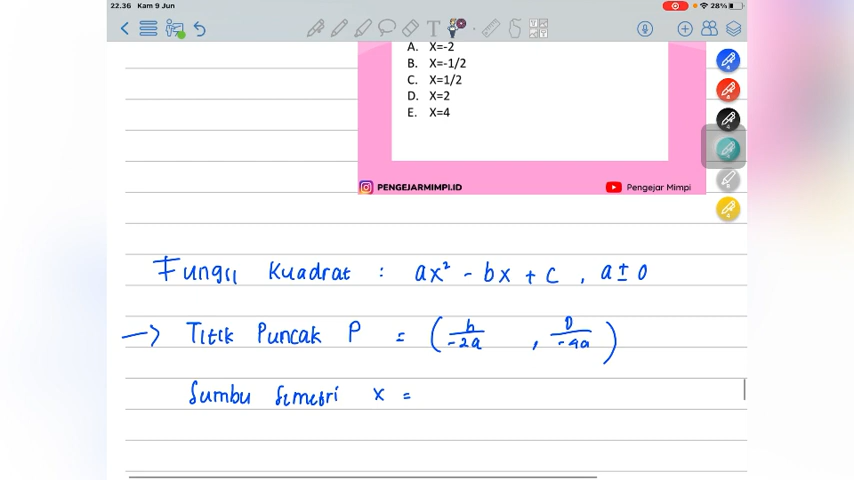 22.36 Kam 9 Jun
28%
A. X=-2
B. X=-1/2
C. X=1/2
D. X=2
E. X=4
PENGEJARMIMPI.ID
Pengejar Mimpi
Fungsi Kuadrat : ax² - bx + c , a ± 0
→ Titik Puncak P = ( b/-2a , D/-4a )
Sumbu Simetri x =